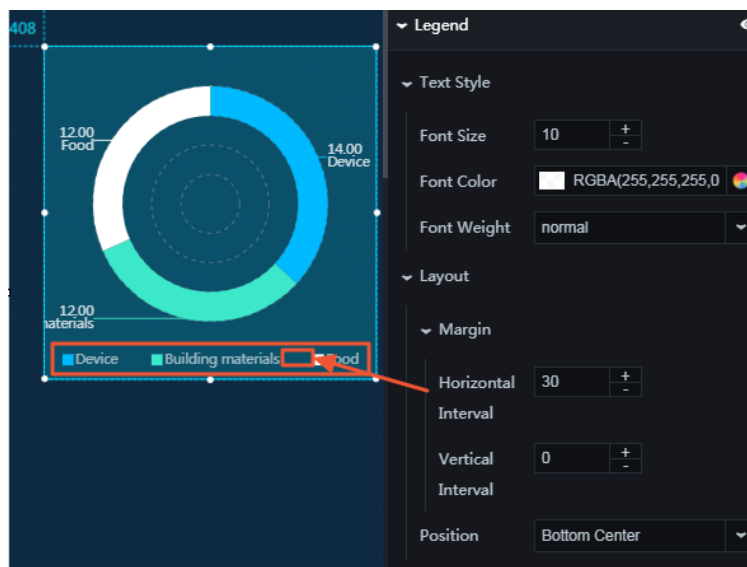 408
12.00
Food
14.00
Device
12.00
materials
Device
Building materials
Food
Legend
Text Style
Font Size
10
+
-
Font Color
RGBA(255,255,255,0
Font Weight
normal
Layout
Margin
Horizontal
Interval
30
+
-
Vertical
Interval
0
+
-
Position
Bottom Center